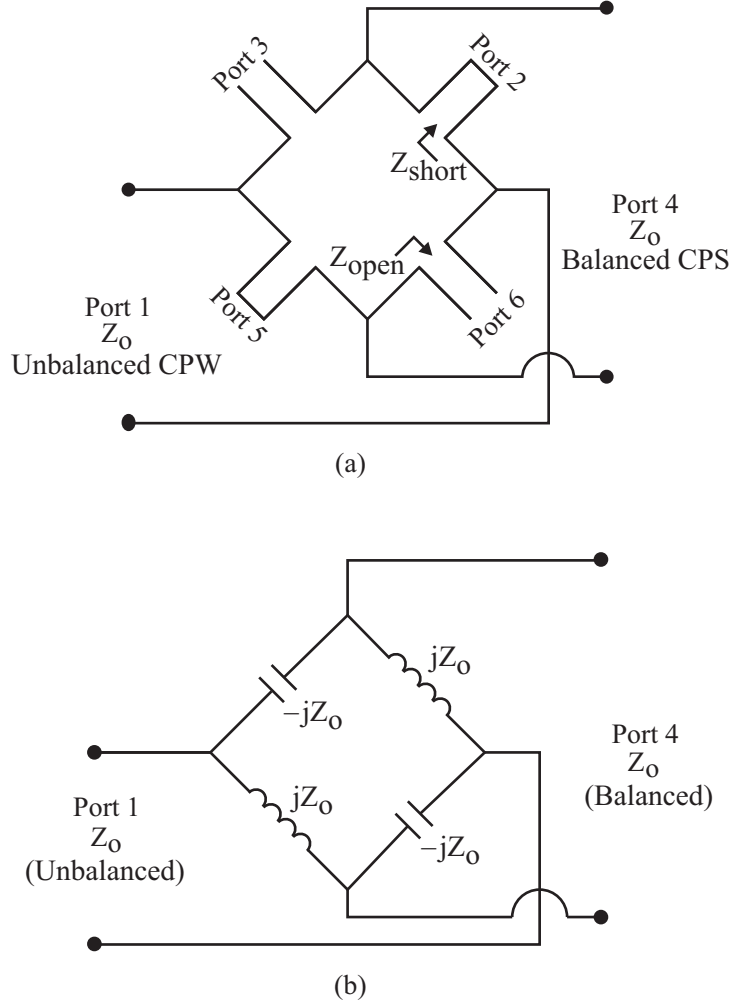 Port 3
Port 2
Z_short
Port 4
Z_o
Balanced CPS
Z_open
Port 1
Z_o
Unbalanced CPW
Port 5
Port 6
(a)
jZ_o
−jZ_o
Port 4
Z_o
(Balanced)
jZ_o
−jZ_o
Port 1
Z_o
(Unbalanced)
(b)